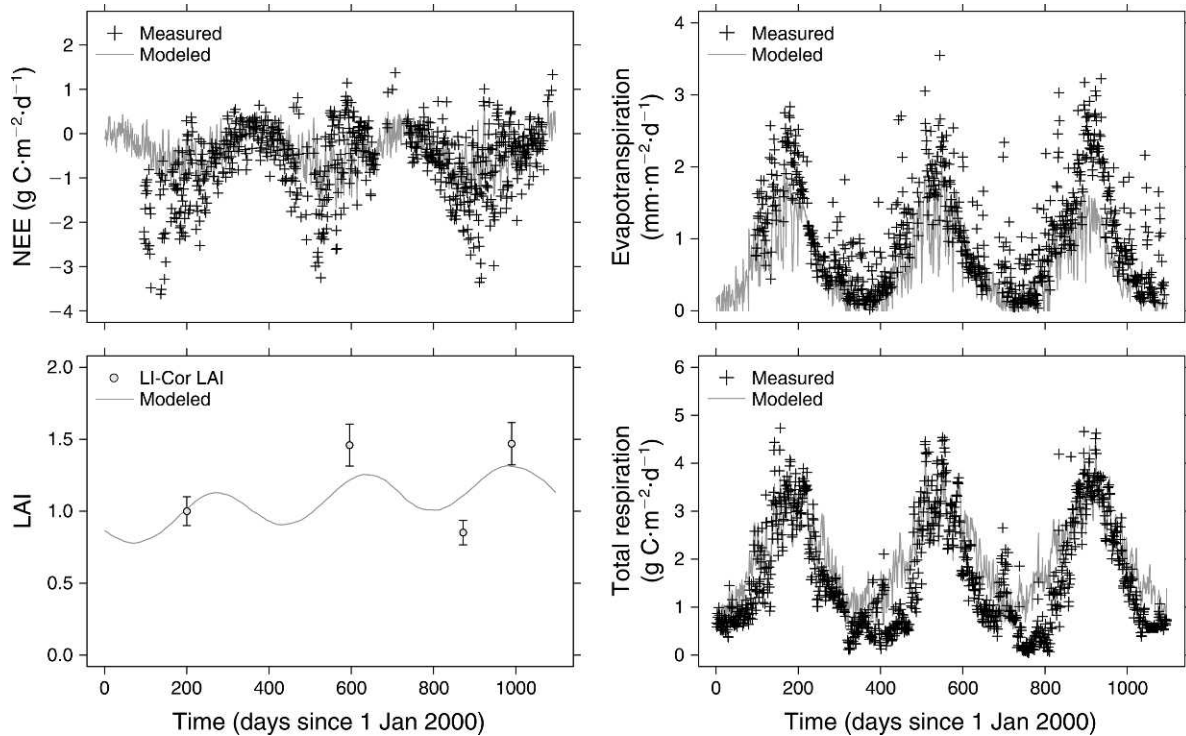 NEE (g C·m−2·d−1)
2
1
0
−1
−2
−3
−4
Measured
Modeled
Evapotranspiration
(mm·m−2·d−1)
4
3
2
1
0
Measured
Modeled
LAI
2.0
1.5
1.0
0.5
0.0
LI-Cor LAI
Modeled
0 200 400 600 800 1000
Time (days since 1 Jan 2000)
Total respiration
(g C·m−2·d−1)
6
5
4
3
2
1
0
Measured
Modeled
0 200 400 600 800 1000
Time (days since 1 Jan 2000)